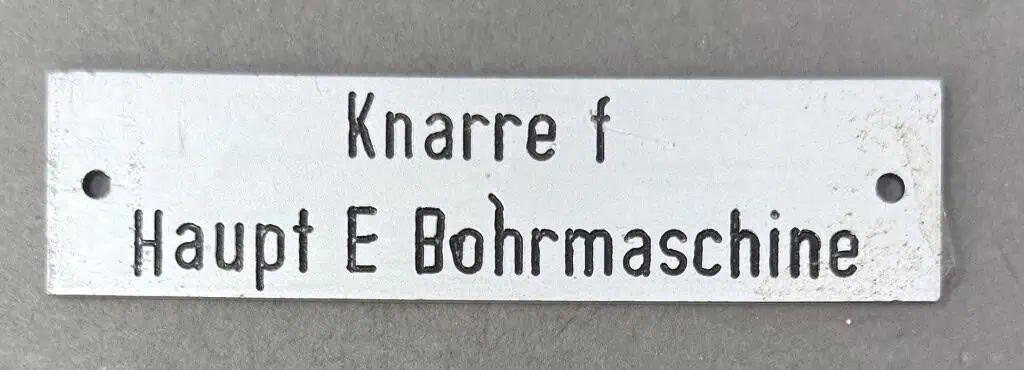 Knarre f
Haupt E Bohrmaschine